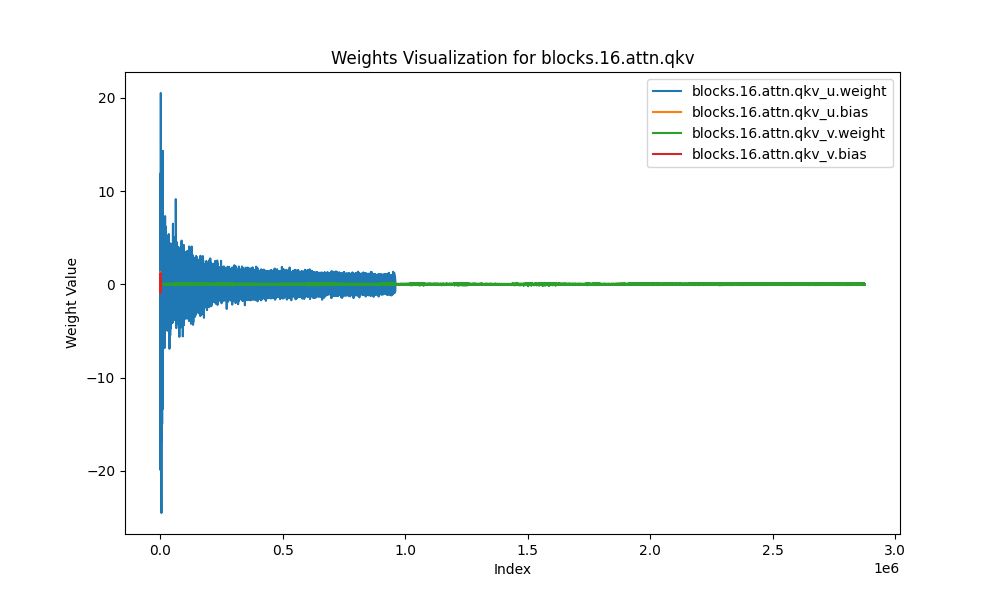 Weights Visualization for blocks.16.attn.qkv
blocks.16.attn.qkv_u.weight
blocks.16.attn.qkv_u.bias
blocks.16.attn.qkv_v.weight
blocks.16.attn.qkv_v.bias
Weight Value
20
10
0
−10
−20
0.0 0.5 1.0 1.5 2.0 2.5 3.0
1e6
Index